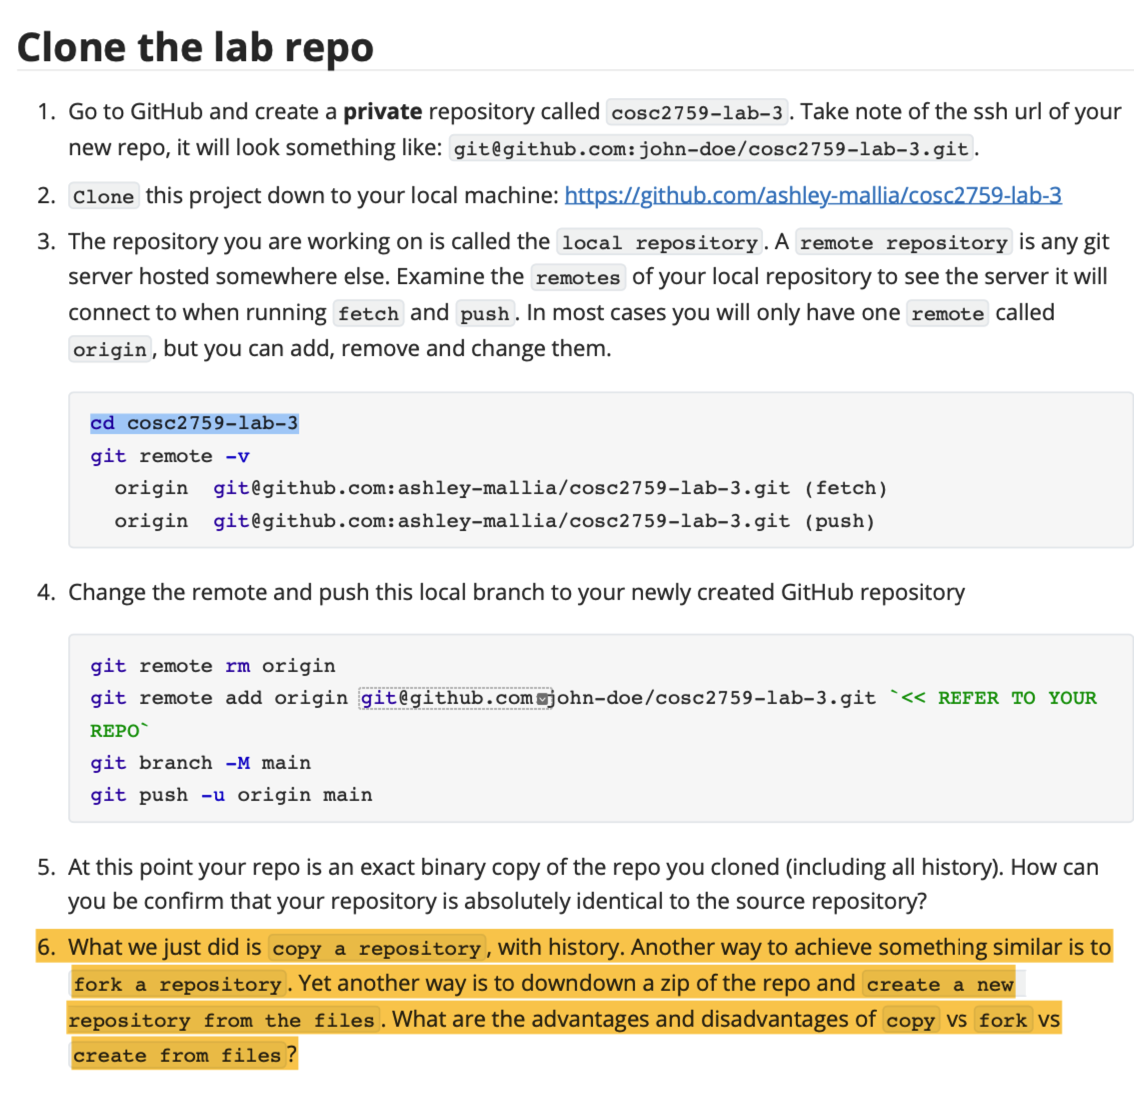 Clone the lab repo
1. Go to GitHub and create a private repository called cosc2759-lab-3. Take note of the ssh url of your
new repo, it will look something like: git@github.com:john-doe/cosc2759-lab-3.git.
2. Clone this project down to your local machine: https://github.com/ashley-mallia/cosc2759-lab-3
3. The repository you are working on is called the local repository. A remote repository is any git
server hosted somewhere else. Examine the remotes of your local repository to see the server it will
connect to when running fetch and push. In most cases you will only have one remote called
origin, but you can add, remove and change them.
cd cosc2759-lab-3
git remote -v
origin git@github.com:ashley-mallia/cosc2759-lab-3.git (fetch)
origin git@github.com:ashley-mallia/cosc2759-lab-3.git (push)
4. Change the remote and push this local branch to your newly created GitHub repository
git remote rm origin
git remote add origin git@github.com john-doe/cosc2759-lab-3.git `<< REFER TO YOUR
REPO`
git branch -M main
git push -u origin main
5. At this point your repo is an exact binary copy of the repo you cloned (including all history). How can
you be confirm that your repository is absolutely identical to the source repository?
6. What we just did is copy a repository, with history. Another way to achieve something similar is to
fork a repository. Yet another way is to downdown a zip of the repo and create a new
repository from the files. What are the advantages and disadvantages of copy vs fork vs
create from files?